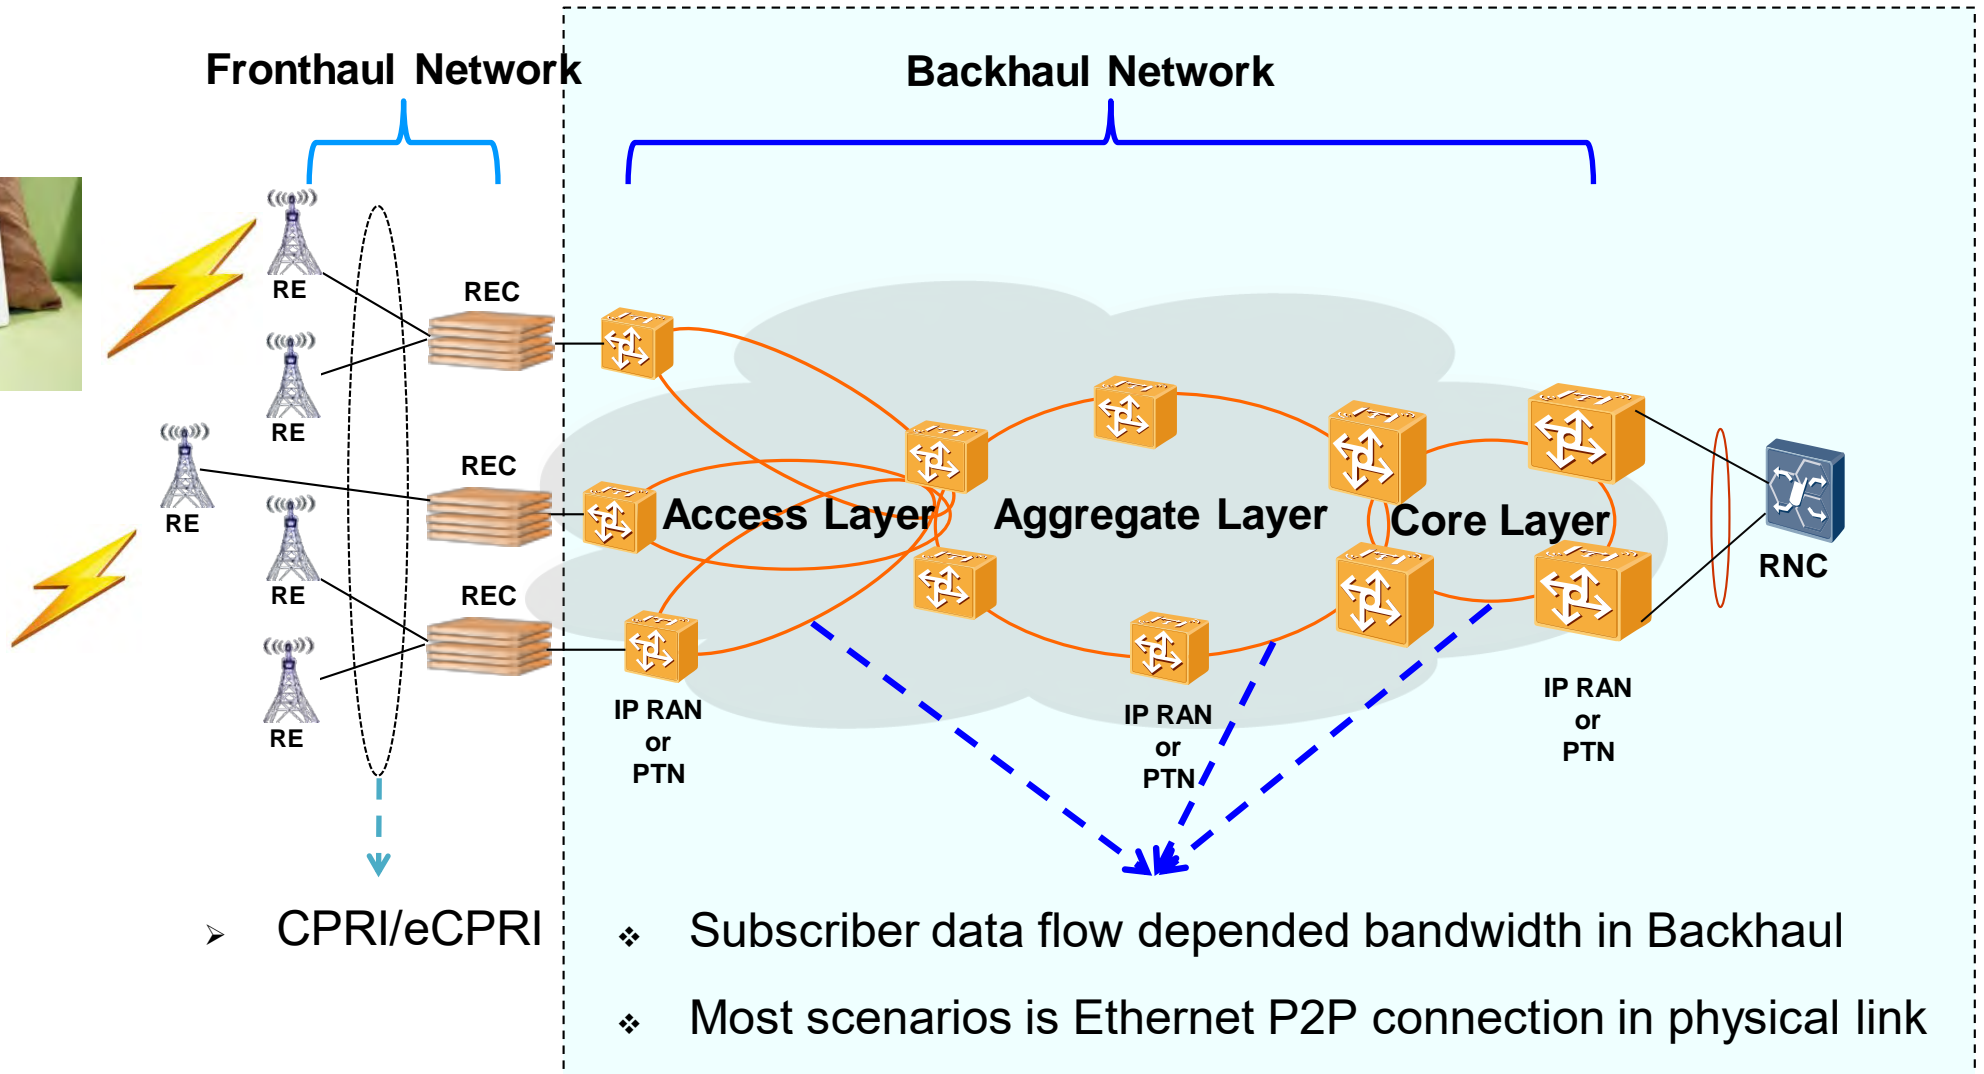 Fronthaul Network
Backhaul Network
RE
REC
RE
REC
RE
RE
REC
RE
Access Layer
Aggregate Layer
Core Layer
RNC
IP RAN
or
PTN
IP RAN
or
PTN
IP RAN
or
PTN
CPRI/eCPRI
Subscriber data flow depended bandwidth in Backhaul
Most scenarios is Ethernet P2P connection in physical link